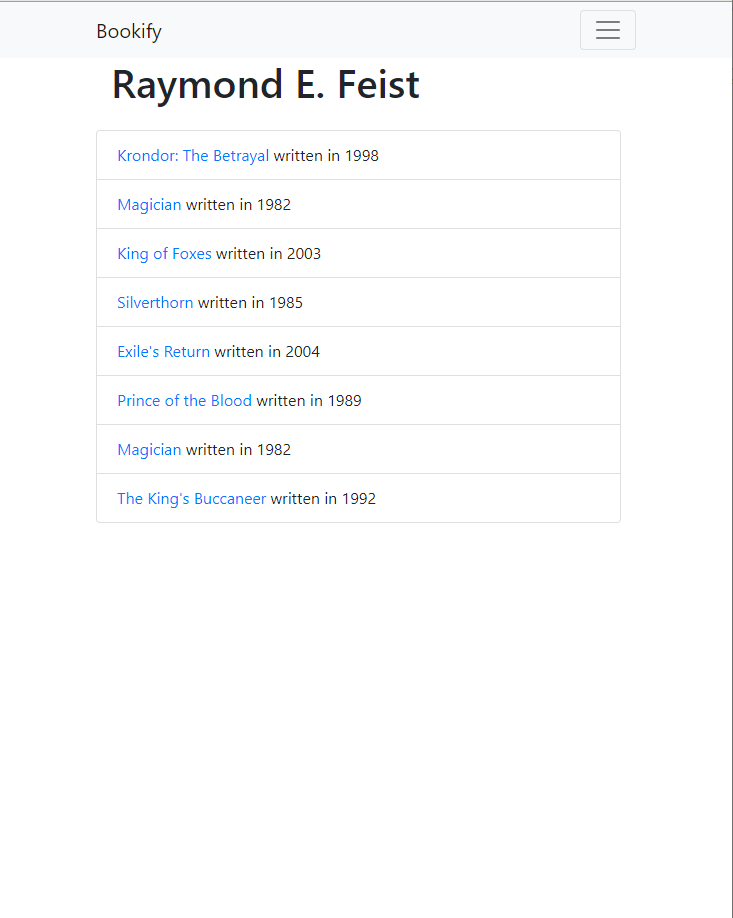 Bookify
Raymond E. Feist
Krondor: The Betrayal written in 1998
Magician written in 1982
King of Foxes written in 2003
Silverthorn written in 1985
Exile's Return written in 2004
Prince of the Blood written in 1989
Magician written in 1982
The King's Buccaneer written in 1992